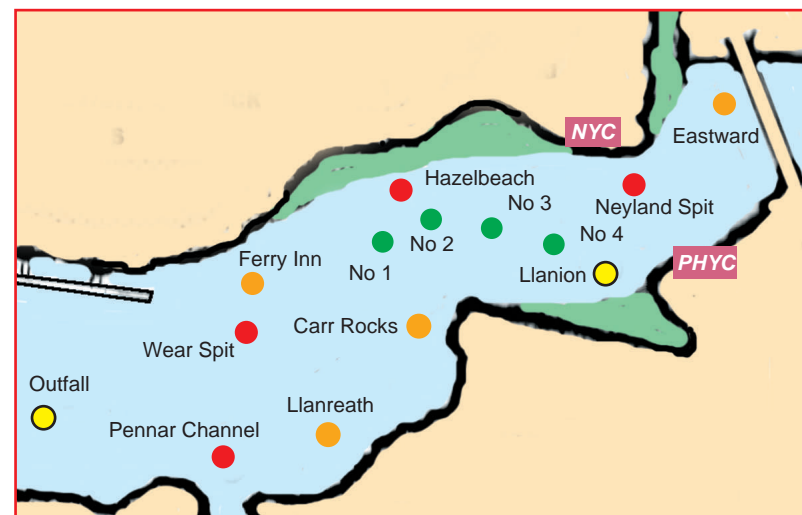 NYC
Eastward
Hazelbeach
Neyland Spit
No 3
No 2
No 4
No 1
Ferry Inn
Llanion
PHYC
Carr Rocks
Wear Spit
Outfall
Llanreath
Pennar Channel